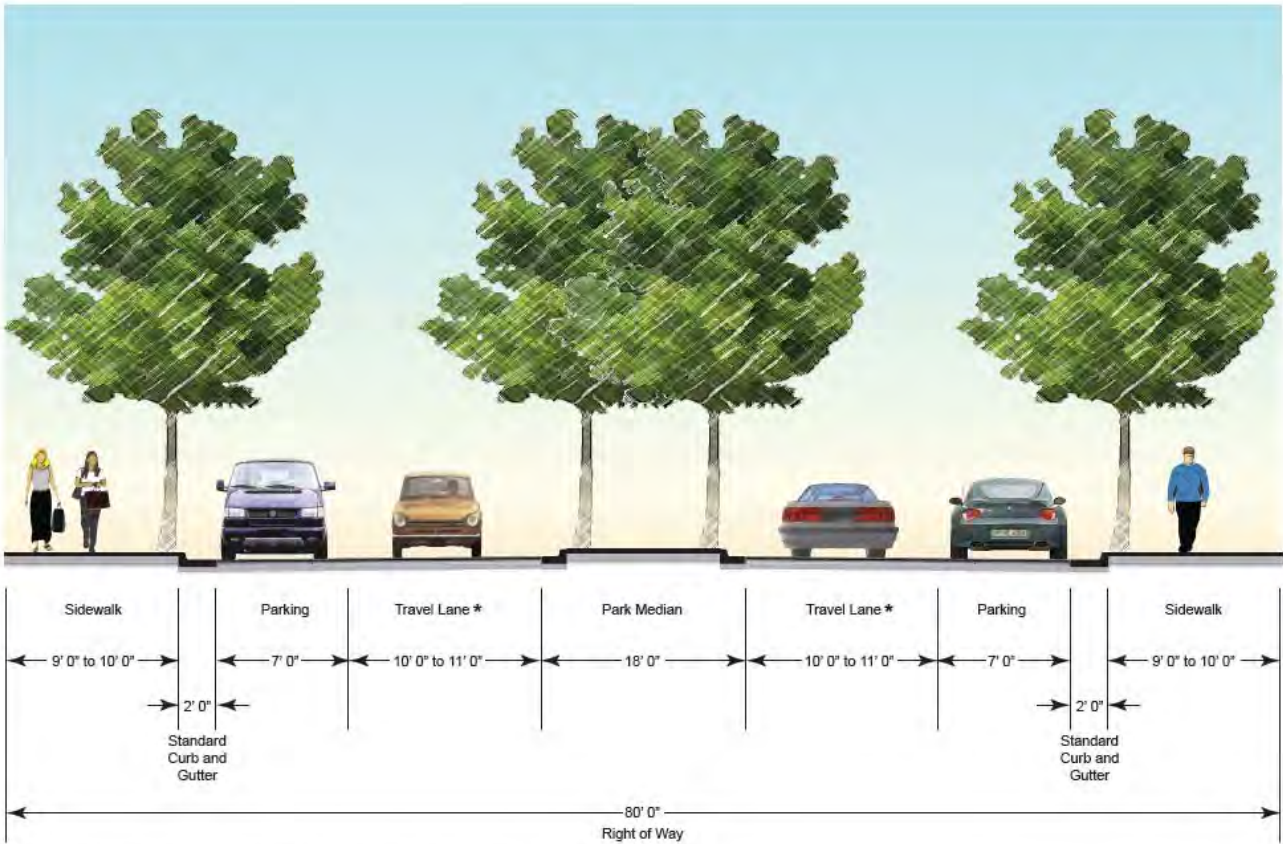 Sidewalk
Parking
Travel Lane *
Park Median
Travel Lane *
Parking
Sidewalk
9' 0" to 10' 0"
7' 0"
10' 0" to 11' 0"
18' 0"
10' 0" to 11' 0"
7' 0"
9' 0" to 10' 0"
2' 0"
2' 0"
Standard
Curb and
Gutter
Standard
Curb and
Gutter
80' 0"
Right of Way